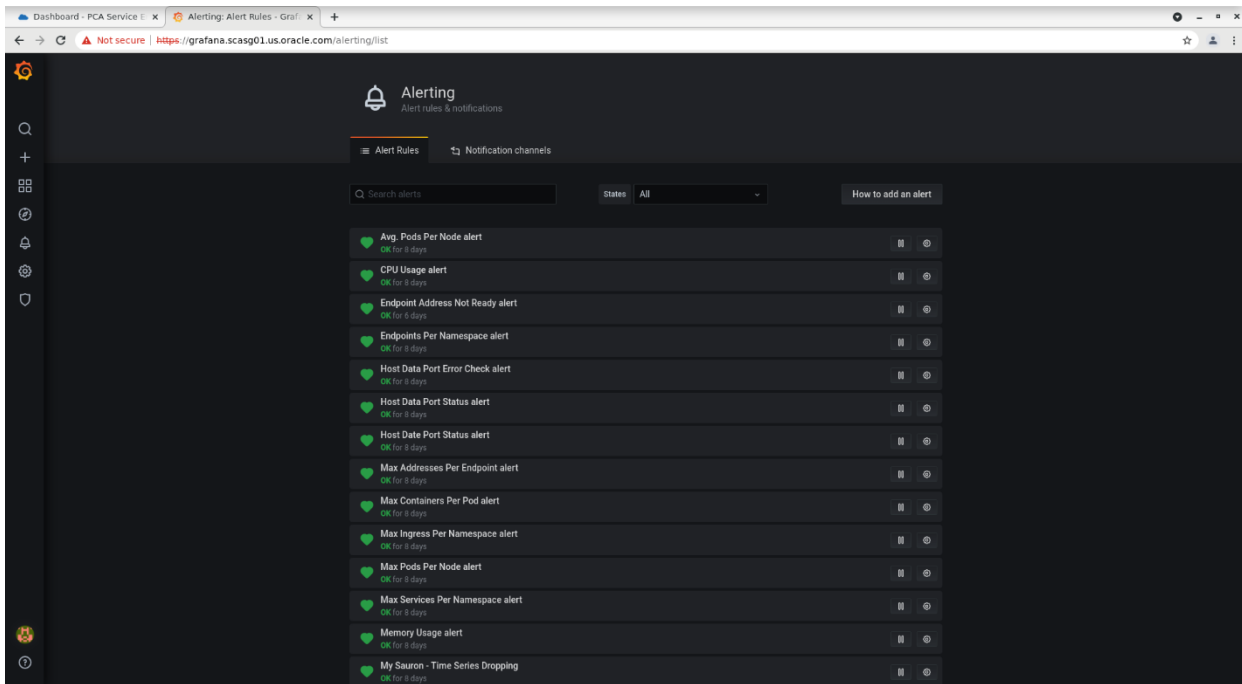 Dashboard - PCA Service E
Alerting: Alert Rules - Graf
Not secure | https://grafana.scasg01.us.oracle.com/alerting/list
Alerting
Alert rules & notifications
Alert Rules
Notification channels
Search alerts
States All
How to add an alert
Avg. Pods Per Node alert
OK for 8 days
CPU Usage alert
OK for 8 days
Endpoint Address Not Ready alert
OK for 6 days
Endpoints Per Namespace alert
OK for 8 days
Host Data Port Error Check alert
OK for 8 days
Host Data Port Status alert
OK for 8 days
Host Date Port Status alert
OK for 8 days
Max Addresses Per Endpoint alert
OK for 8 days
Max Containers Per Pod alert
OK for 8 days
Max Ingress Per Namespace alert
OK for 8 days
Max Pods Per Node alert
OK for 8 days
Max Services Per Namespace alert
OK for 8 days
Memory Usage alert
OK for 8 days
My Sauron - Time Series Dropping
OK for 8 days